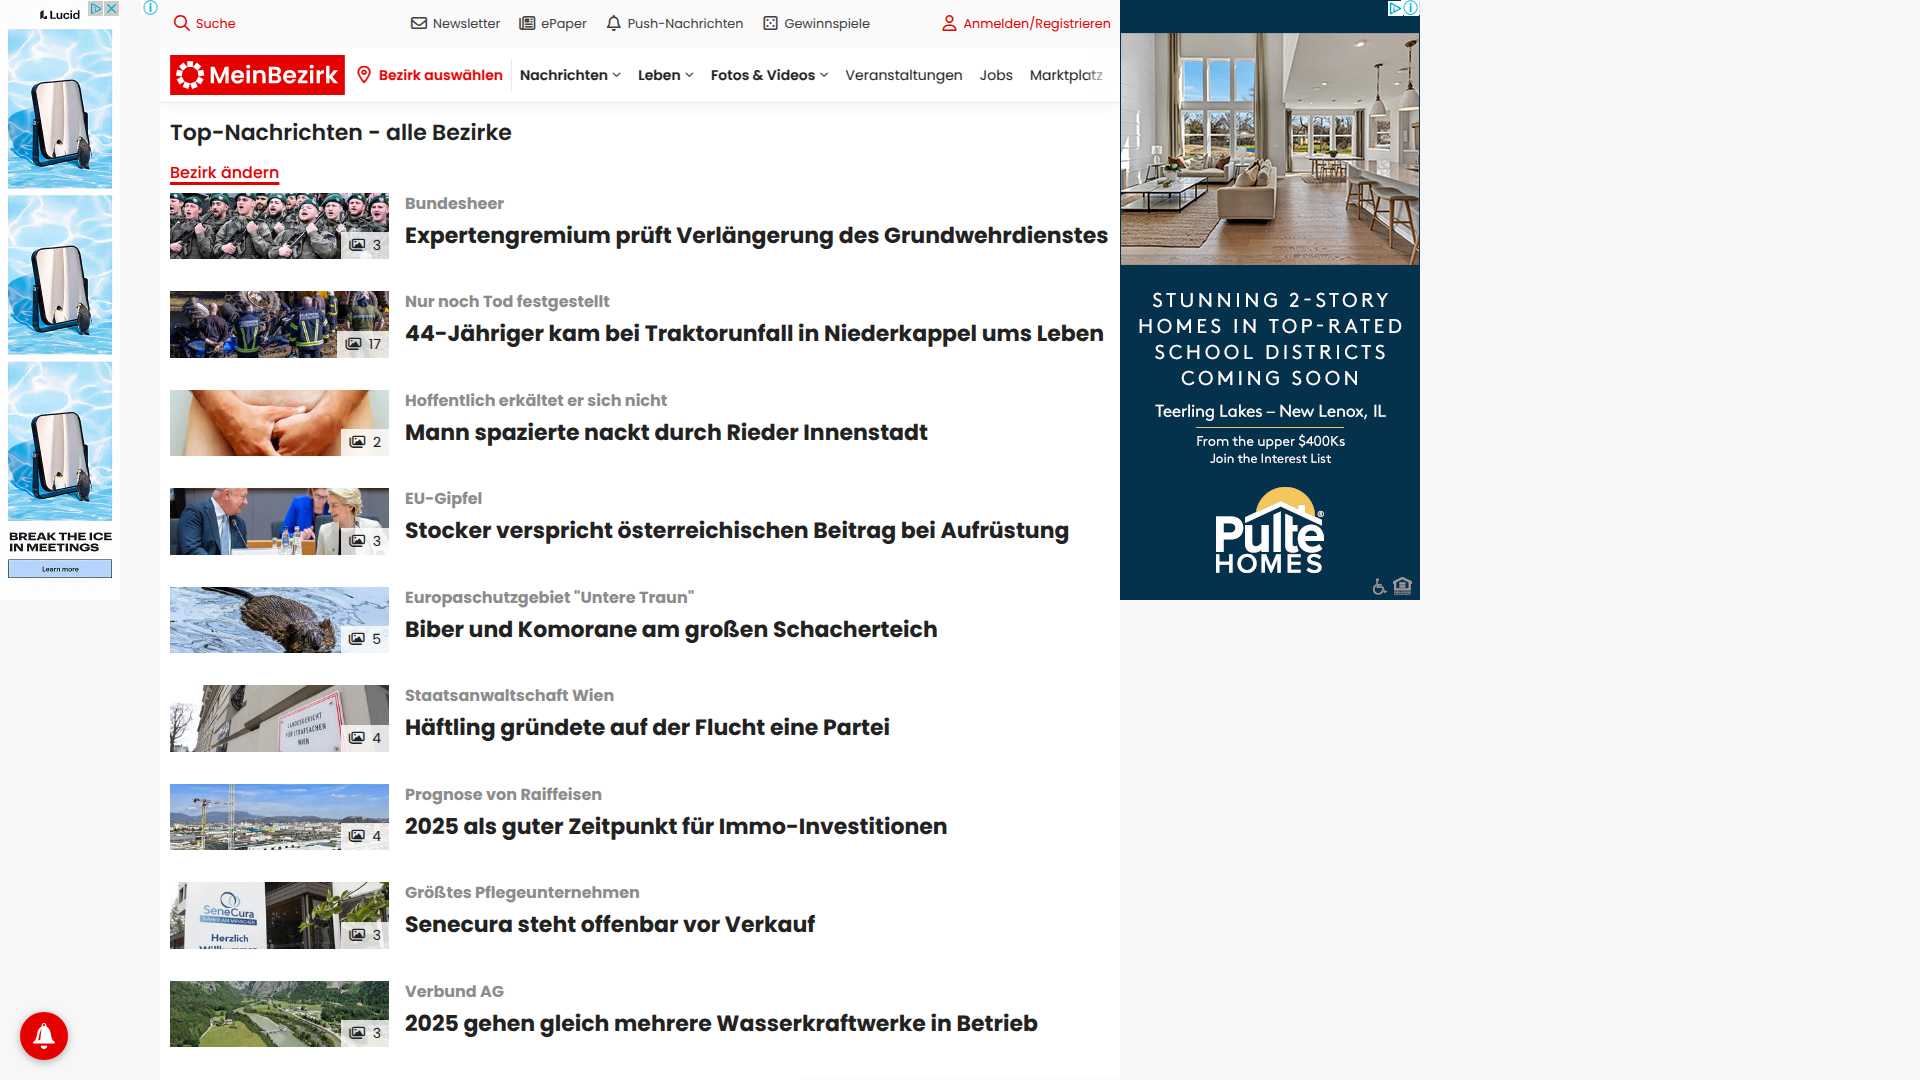 Lucid
Suche
Newsletter
ePaper
Push-Nachrichten
Gewinnspiele
Anmelden/Registrieren
MeinBezirk
Bezirk auswählen
Nachrichten
Leben
Fotos & Videos
Veranstaltungen
Jobs
Marktplatz
Top-Nachrichten - alle Bezirke
Bezirk ändern
3
Bundesheer
Expertengremium prüft Verlängerung des Grundwehrdienstes
17
Nur noch Tod festgestellt
44-Jähriger kam bei Traktorunfall in Niederkappel ums Leben
2
Hoffentlich erkältet er sich nicht
Mann spazierte nackt durch Rieder Innenstadt
3
EU-Gipfel
Stocker verspricht österreichischen Beitrag bei Aufrüstung
5
Europaschutzgebiet "Untere Traun"
Biber und Komorane am großen Schacherteich
LANDESGERICHT
FÜR STRAFSACHEN
WIEN
4
Staatsanwaltschaft Wien
Häftling gründete auf der Flucht eine Partei
4
Prognose von Raiffeisen
2025 als guter Zeitpunkt für Immo-Investitionen
SeneCura
Herzlich
3
Größtes Pflegeunternehmen
Senecura steht offenbar vor Verkauf
3
Verbund AG
2025 gehen gleich mehrere Wasserkraftwerke in Betrieb
BREAK THE ICE
IN MEETINGS
Learn more
STUNNING 2-STORY
HOMES IN TOP-RATED
SCHOOL DISTRICTS
COMING SOON
Teerling Lakes – New Lenox, IL
From the upper $400Ks
Join the Interest List
Pulte®
HOMES